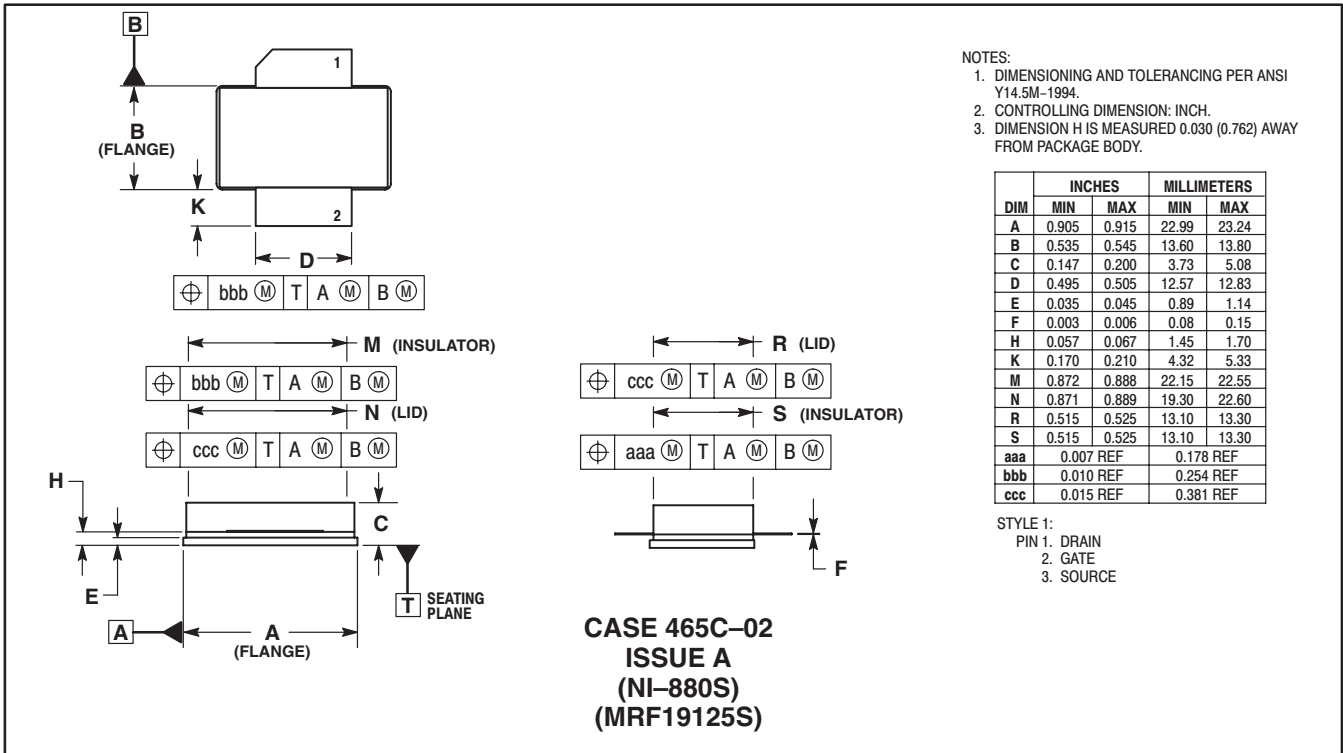 B
1
B
(FLANGE)
K
2
D
⌖ bbb Ⓜ T A Ⓜ B Ⓜ
M (INSULATOR)
⌖ bbb Ⓜ T A Ⓜ B Ⓜ
N (LID)
⌖ ccc Ⓜ T A Ⓜ B Ⓜ
H
C
E
T SEATING
PLANE
A
A
(FLANGE)
R (LID)
⌖ ccc Ⓜ T A Ⓜ B Ⓜ
S (INSULATOR)
⌖ aaa Ⓜ T A Ⓜ B Ⓜ
F
CASE 465C–02
ISSUE A
(NI–880S)
(MRF19125S)
NOTES:
1. DIMENSIONING AND TOLERANCING PER ANSI
Y14.5M–1994.
2. CONTROLLING DIMENSION: INCH.
3. DIMENSION H IS MEASURED 0.030 (0.762) AWAY
FROM PACKAGE BODY.
INCHES MILLIMETERS
DIM MIN MAX MIN MAX
A 0.905 0.915 22.99 23.24
B 0.535 0.545 13.60 13.80
C 0.147 0.200 3.73 5.08
D 0.495 0.505 12.57 12.83
E 0.035 0.045 0.89 1.14
F 0.003 0.006 0.08 0.15
H 0.057 0.067 1.45 1.70
K 0.170 0.210 4.32 5.33
M 0.872 0.888 22.15 22.55
N 0.871 0.889 19.30 22.60
R 0.515 0.525 13.10 13.30
S 0.515 0.525 13.10 13.30
aaa 0.007 REF 0.178 REF
bbb 0.010 REF 0.254 REF
ccc 0.015 REF 0.381 REF
STYLE 1:
PIN 1. DRAIN
2. GATE
3. SOURCE